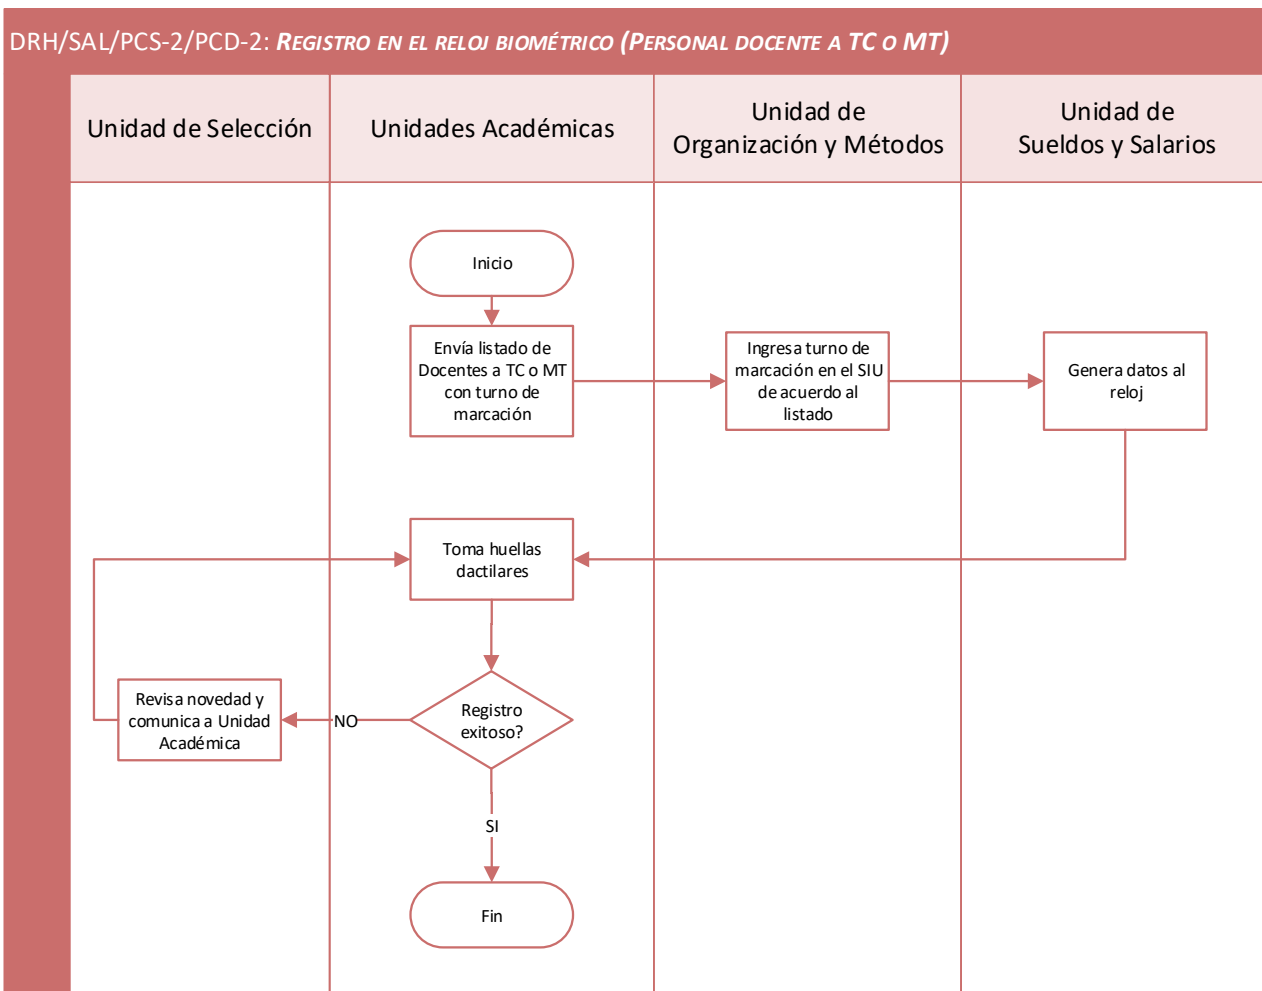 DRH/SAL/PCS-2/PCD-2: REGISTRO EN EL RELOJ BIOMÉTRICO (PERSONAL DOCENTE A TC O MT)
Unidad de Selección
Unidades Académicas
Unidad de
Organización y Métodos
Unidad de
Sueldos y Salarios
Inicio
Envía listado de
Docentes a TC o MT
con turno de
marcación
Ingresa turno de
marcación en el SIU
de acuerdo al
listado
Genera datos al
reloj
Toma huellas
dactilares
Revisa novedad y
comunica a Unidad
Académica
NO
Registro
exitoso?
SI
Fin